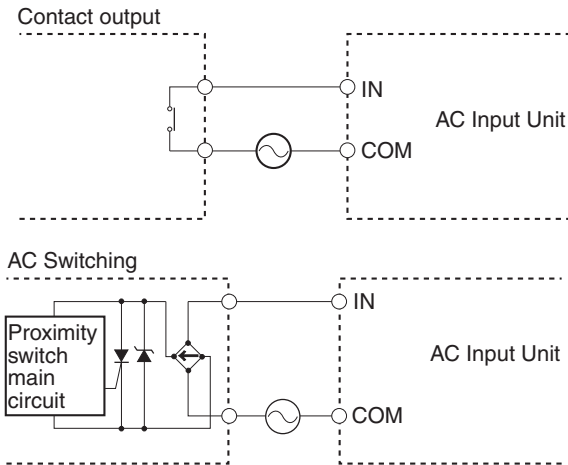 Contact output
IN
AC Input Unit
COM
AC Switching
IN
Proximity
switch
main
circuit
AC Input Unit
COM